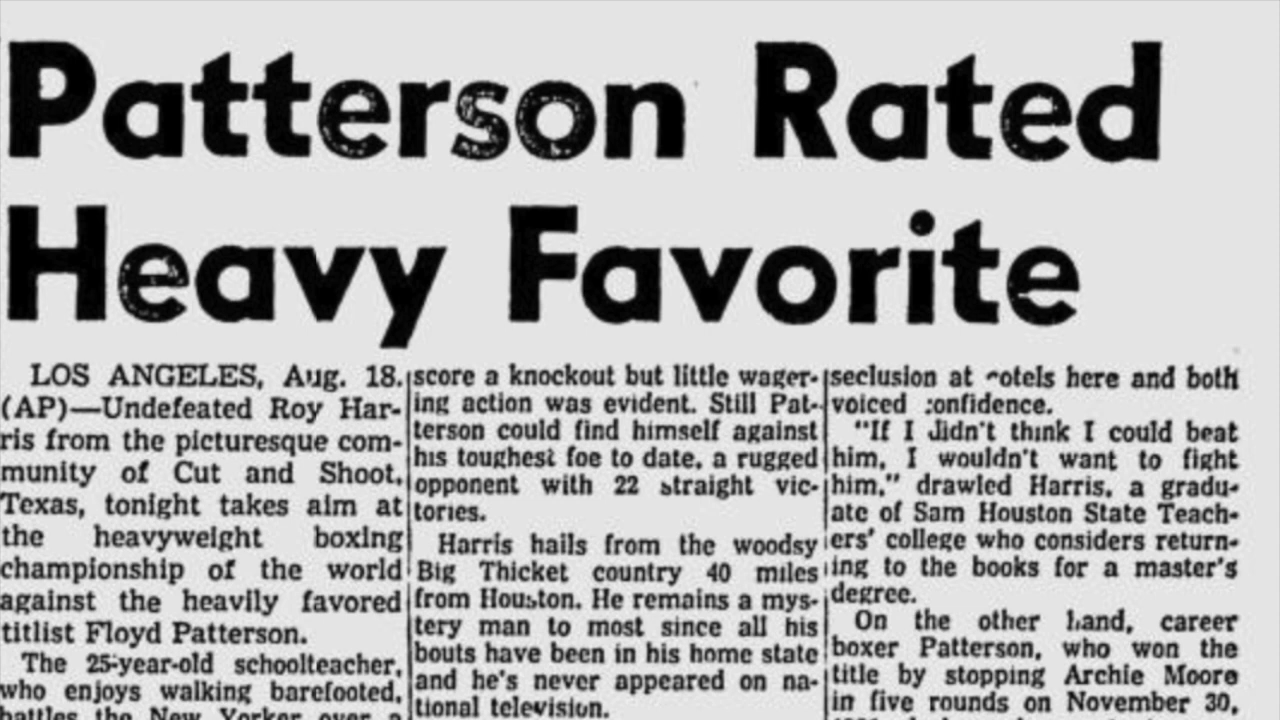 Patterson Rated
Heavy Favorite
LOS ANGELES, Aug. 18.
(AP)—Undefeated Roy Har-
ris from the picturesque com-
munity of Cut and Shoot,
Texas, tonight takes aim at
the heavyweight boxing
championship of the world
against the heavily favored
titlist Floyd Patterson.
The 25-year-old schoolteacher,
who enjoys walking barefooted,
battles the New Yorker over a
score a knockout but little wager-
ing action was evident. Still Pat-
terson could find himself against
his toughest foe to date, a rugged
opponent with 22 straight vic-
tories.
Harris hails from the woodsy
Big Thicket country 40 miles
from Houston. He remains a mys-
tery man to most since all his
bouts have been in his home state
and he's never appeared on na-
tional television.
seclusion at hotels here and both
voiced confidence.
"If I didn't think I could beat
him, I wouldn't want to fight
him," drawled Harris, a gradu-
ate of Sam Houston State Teach-
ers' college who considers return-
ing to the books for a master's
degree.
On the other hand, career
boxer Patterson, who won the
title by stopping Archie Moore
in five rounds on November 30,